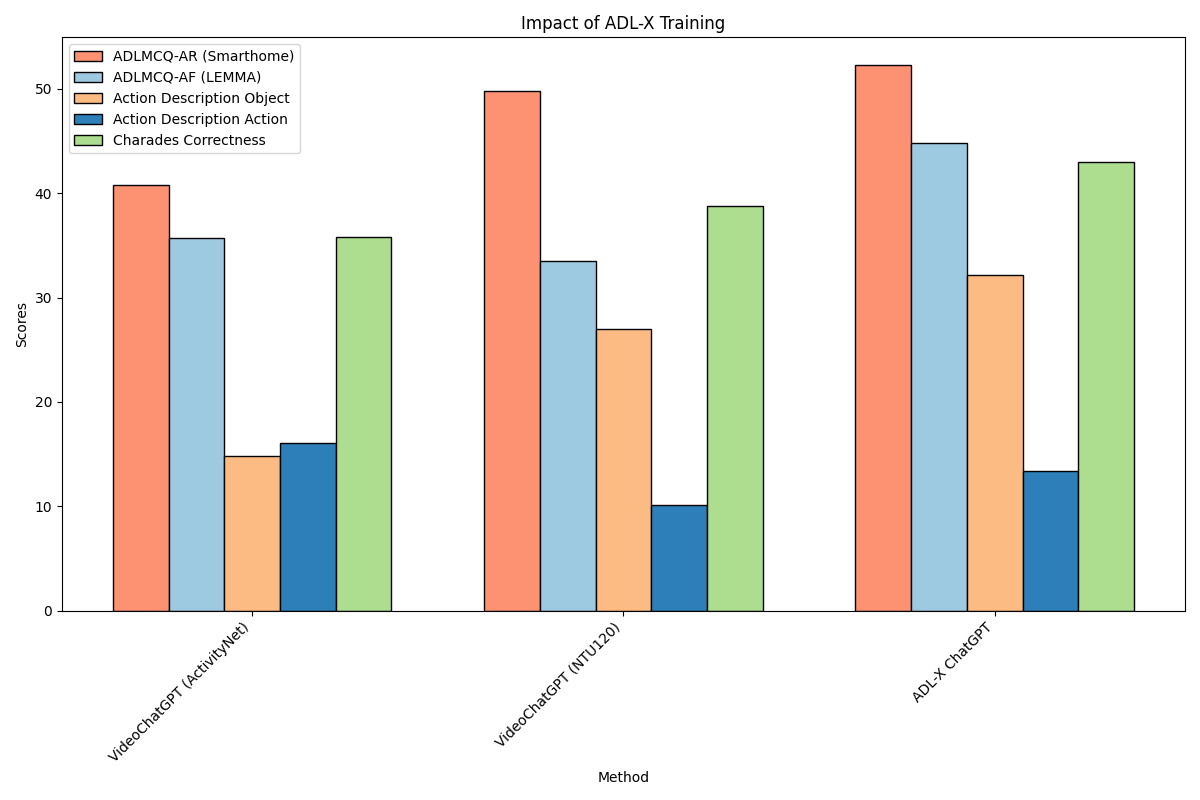 Impact of ADL-X Training
ADLMCQ-AR (Smarthome)
ADLMCQ-AF (LEMMA)
Action Description Object
Action Description Action
Charades Correctness
Scores
50
40
30
20
10
0
VideoChatGPT (ActivityNet)
VideoChatGPT (NTU120)
ADL-X ChatGPT
Method